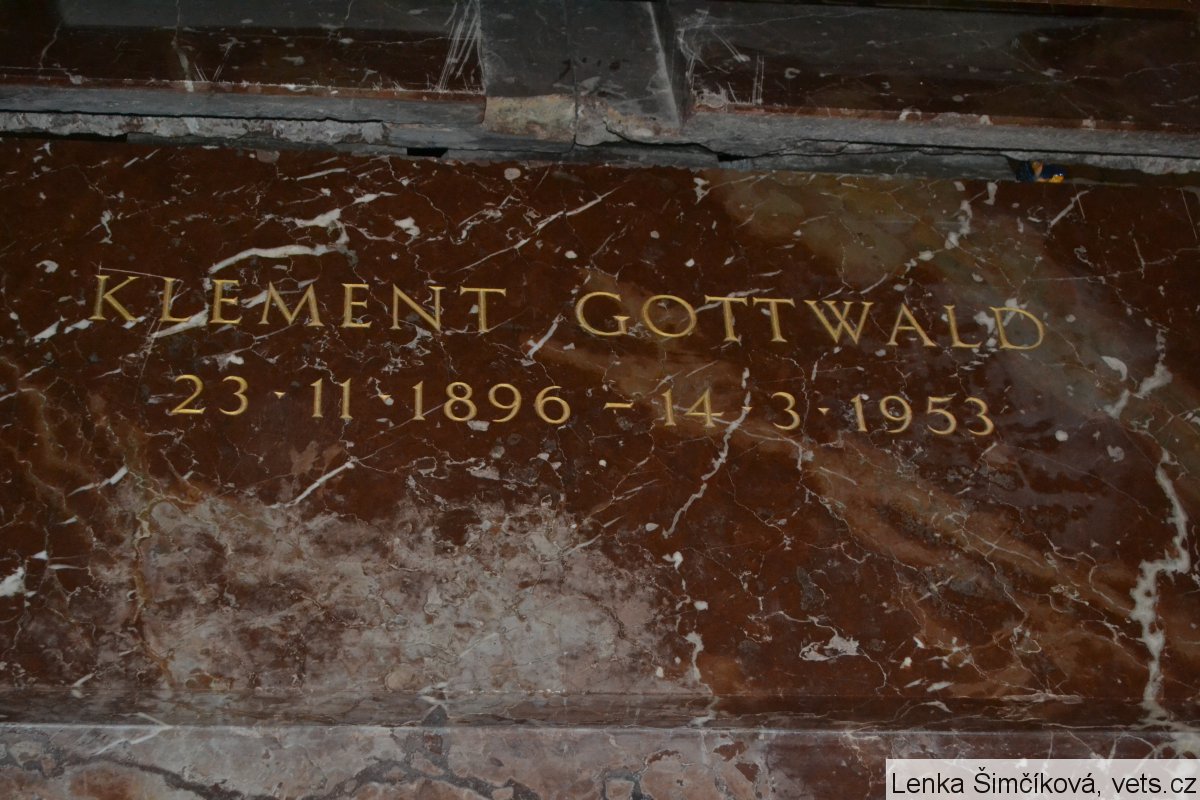 KLEMENT GOTTWALD
23 · 11 · 1896 – 14 · 3 · 1953
Lenka Šimčíková, vets.cz